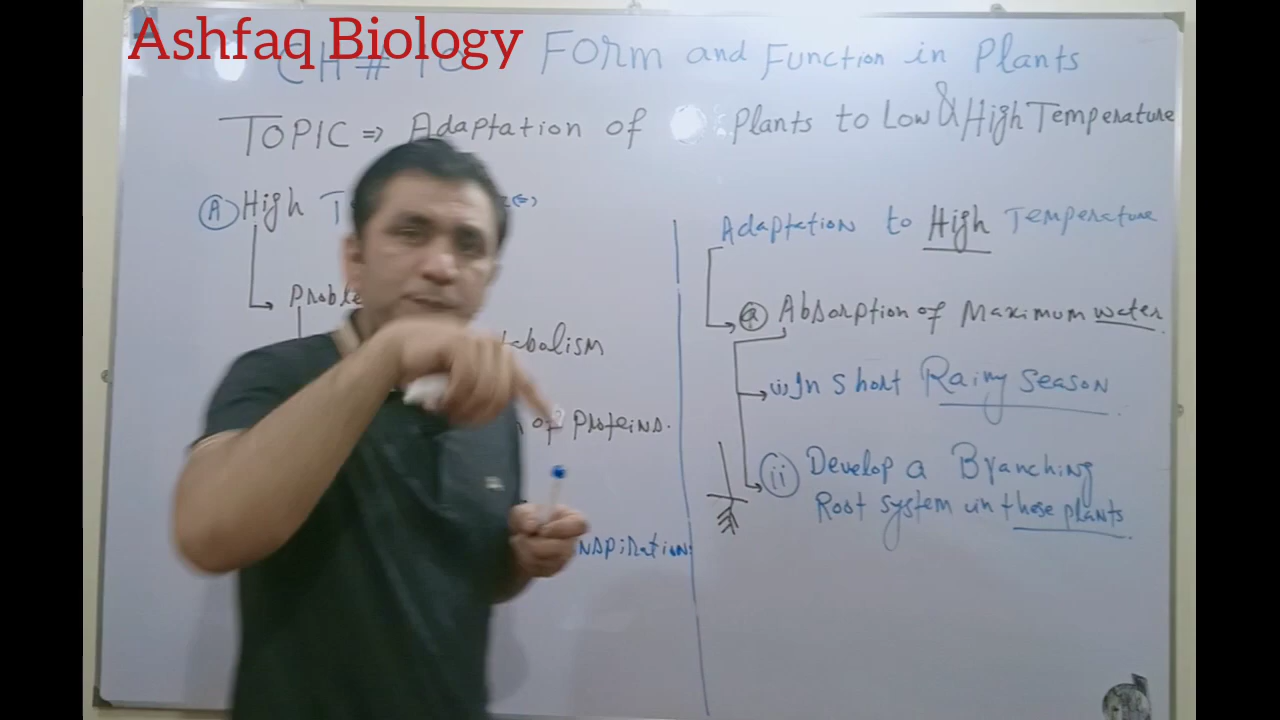 Ashfaq Biology
CH # 10 Form and Function in Plants
TOPIC => Adaptation of Plants to Low & High Temperature
A High
Proble
tabolism
of Proteins.
nspiration
Adaptation to High Temperature
a Absorption of Maximum water.
(i) In Short Rainy Season
(ii) Develop a Branching
Root system in these plants